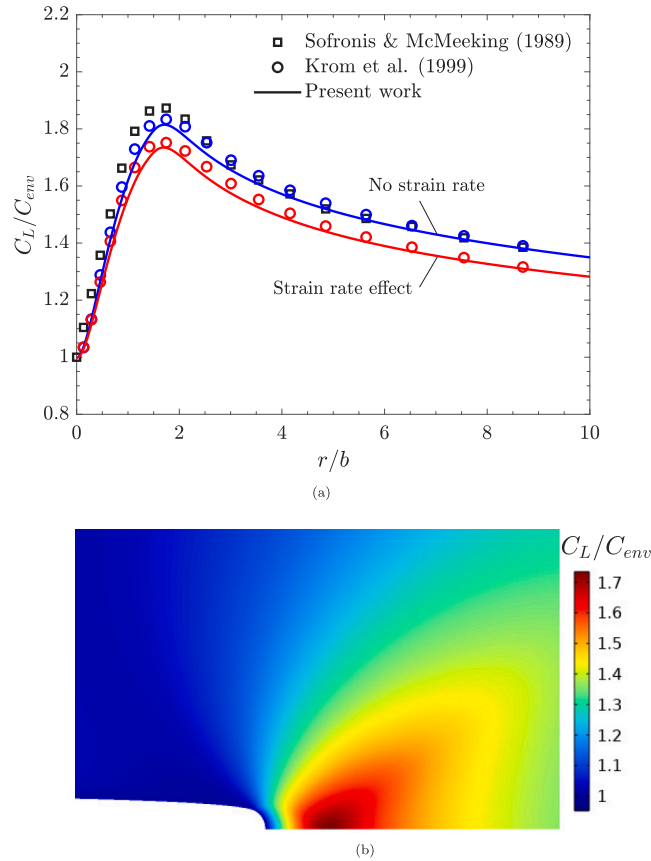 2.2
2
1.8
1.6
1.4
1.2
1
0.8
C_L/C_env
Sofronis & McMeeking (1989)
Krom et al. (1999)
Present work
No strain rate
Strain rate effect
0 2 4 6 8 10
r/b
(a)
C_L/C_env
1.7
1.6
1.5
1.4
1.3
1.2
1.1
1
(b)